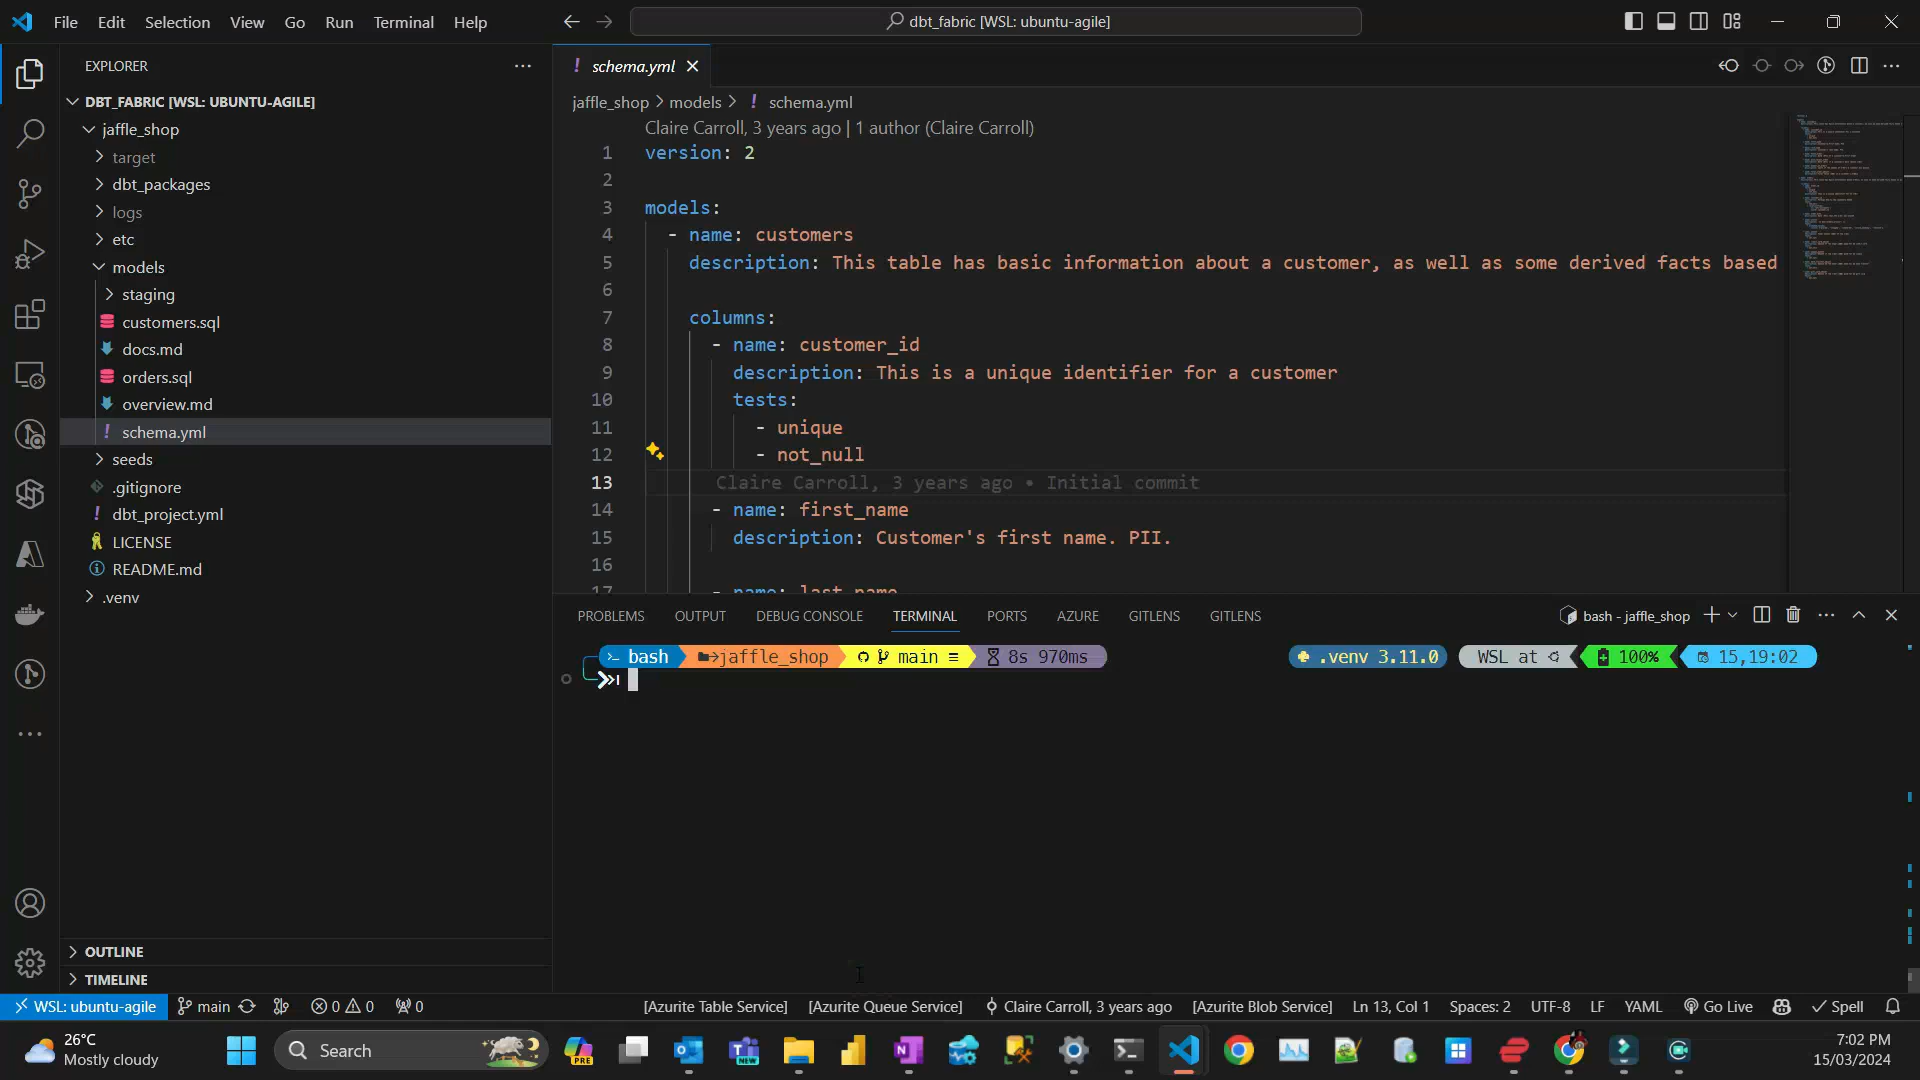 File Edit Selection View Go Run Terminal Help
dbt_fabric [WSL: ubuntu-agile]
EXPLORER
DBT_FABRIC [WSL: UBUNTU-AGILE]
jaffle_shop
target
dbt_packages
logs
etc
models
staging
customers.sql
docs.md
orders.sql
overview.md
schema.yml
seeds
.gitignore
dbt_project.yml
LICENSE
README.md
.venv
OUTLINE
TIMELINE
schema.yml
jaffle_shop > models > schema.yml
Claire Carroll, 3 years ago | 1 author (Claire Carroll)
1 version: 2
2
3 models:
4 - name: customers
5 description: This table has basic information about a customer, as well as some derived facts based
6
7 columns:
8 - name: customer_id
9 description: This is a unique identifier for a customer
10 tests:
11 - unique
12 - not_null
13 Claire Carroll, 3 years ago • Initial commit
14 - name: first_name
15 description: Customer's first name. PII.
16
17 - name: last_name
PROBLEMS OUTPUT DEBUG CONSOLE TERMINAL PORTS AZURE GITLENS GITLENS
bash - jaffle_shop
bash jaffle_shop main ≡ 8s 970ms .venv 3.11.0 WSL at 100% 15,19:02
WSL: ubuntu-agile main 0 0 0 [Azurite Table Service] [Azurite Queue Service] Claire Carroll, 3 years ago [Azurite Blob Service] Ln 13, Col 1 Spaces: 2 UTF-8 LF YAML Go Live Spell
26°C
Mostly cloudy
Search
PRE
NEW
7:02 PM
15/03/2024